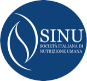 SINU
SOCIETÀ ITALIANA DI
NUTRIZIONE UMANA